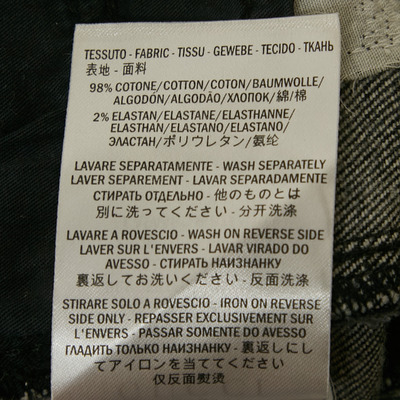 TESSUTO - FABRIC - TISSU - GEWEBE - TECIDO - ТКАНЬ
表地 - 面料
98% COTONE/COTTON/COTON/BAUMWOLLE/
ALGODÓN/ALGODÃO/ХЛОПОК/綿/棉
2% ELASTAN/ELASTANE/ELASTHANNE/
ELASTHAN/ELASTANO/ELASTANO/
ЭЛАСТАН/ポリウレタン/氨纶
LAVARE SEPARATAMENTE - WASH SEPARATELY
LAVER SEPAREMENT - LAVAR SEPARADAMENTE
СТИРАТЬ ОТДЕЛЬНО - 他のものとは
別に洗ってください - 分开洗涤
LAVARE A ROVESCIO - WASH ON REVERSE SIDE
LAVER SUR L'ENVERS - LAVAR VIRADO DO
AVESSO - СТИРАТЬ НАИЗНАНКУ
裏返してお洗いください - 反面洗涤
STIRARE SOLO A ROVESCIO - IRON ON REVERSE
SIDE ONLY - REPASSER EXCLUSIVEMENT SUR
L'ENVERS - PASSAR SOMENTE DO AVESSO
ГЛАДИТЬ ТОЛЬКО НАИЗНАНКУ - 裏返しにし
てアイロンを当ててください
仅反面熨烫